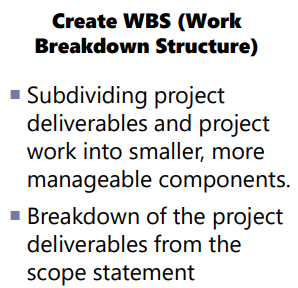 Create WBS (Work
Breakdown Structure)
▪ Subdividing project
deliverables and project
work into smaller, more
manageable components.
▪ Breakdown of the project
deliverables from the
scope statement